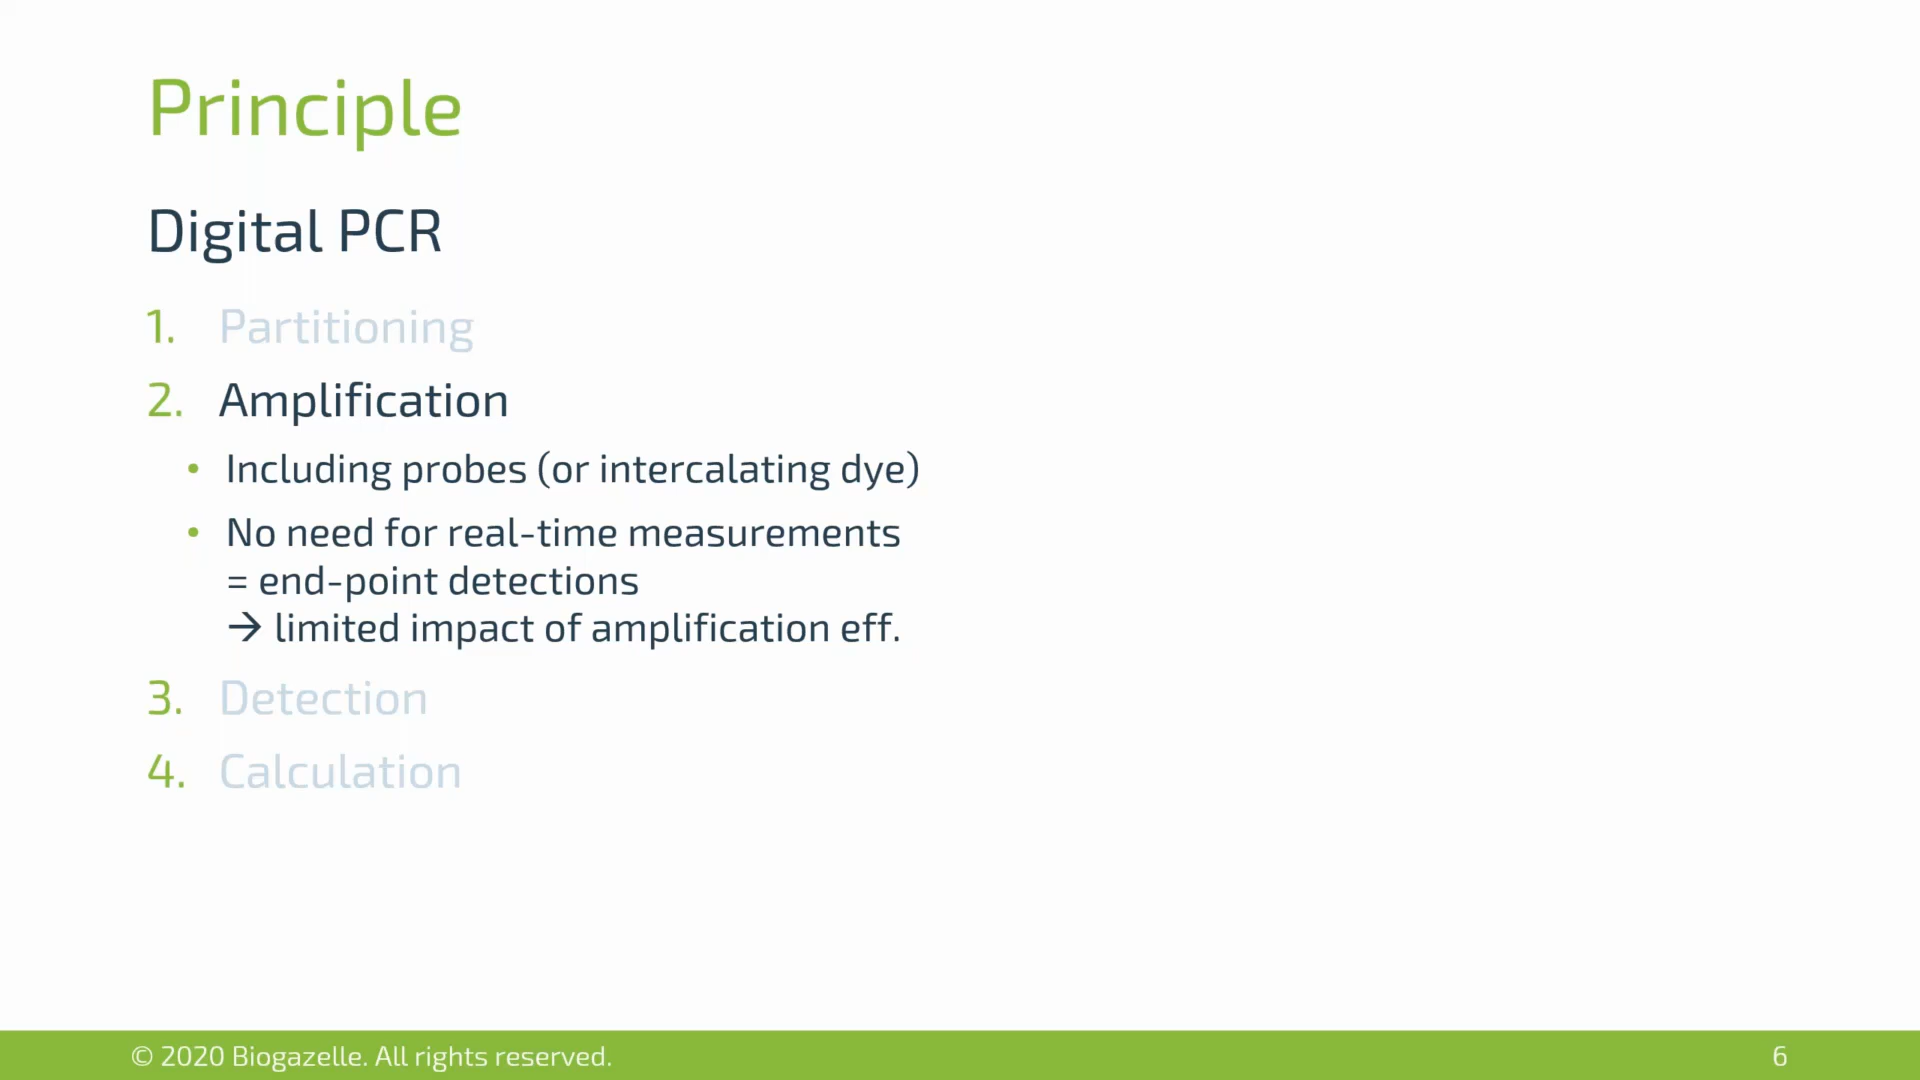 Principle
Digital PCR
1. Partitioning
2. Amplification
• Including probes (or intercalating dye)
• No need for real-time measurements
= end-point detections
→ limited impact of amplification eff.
3. Detection
4. Calculation
© 2020 Biogazelle. All rights reserved.
6